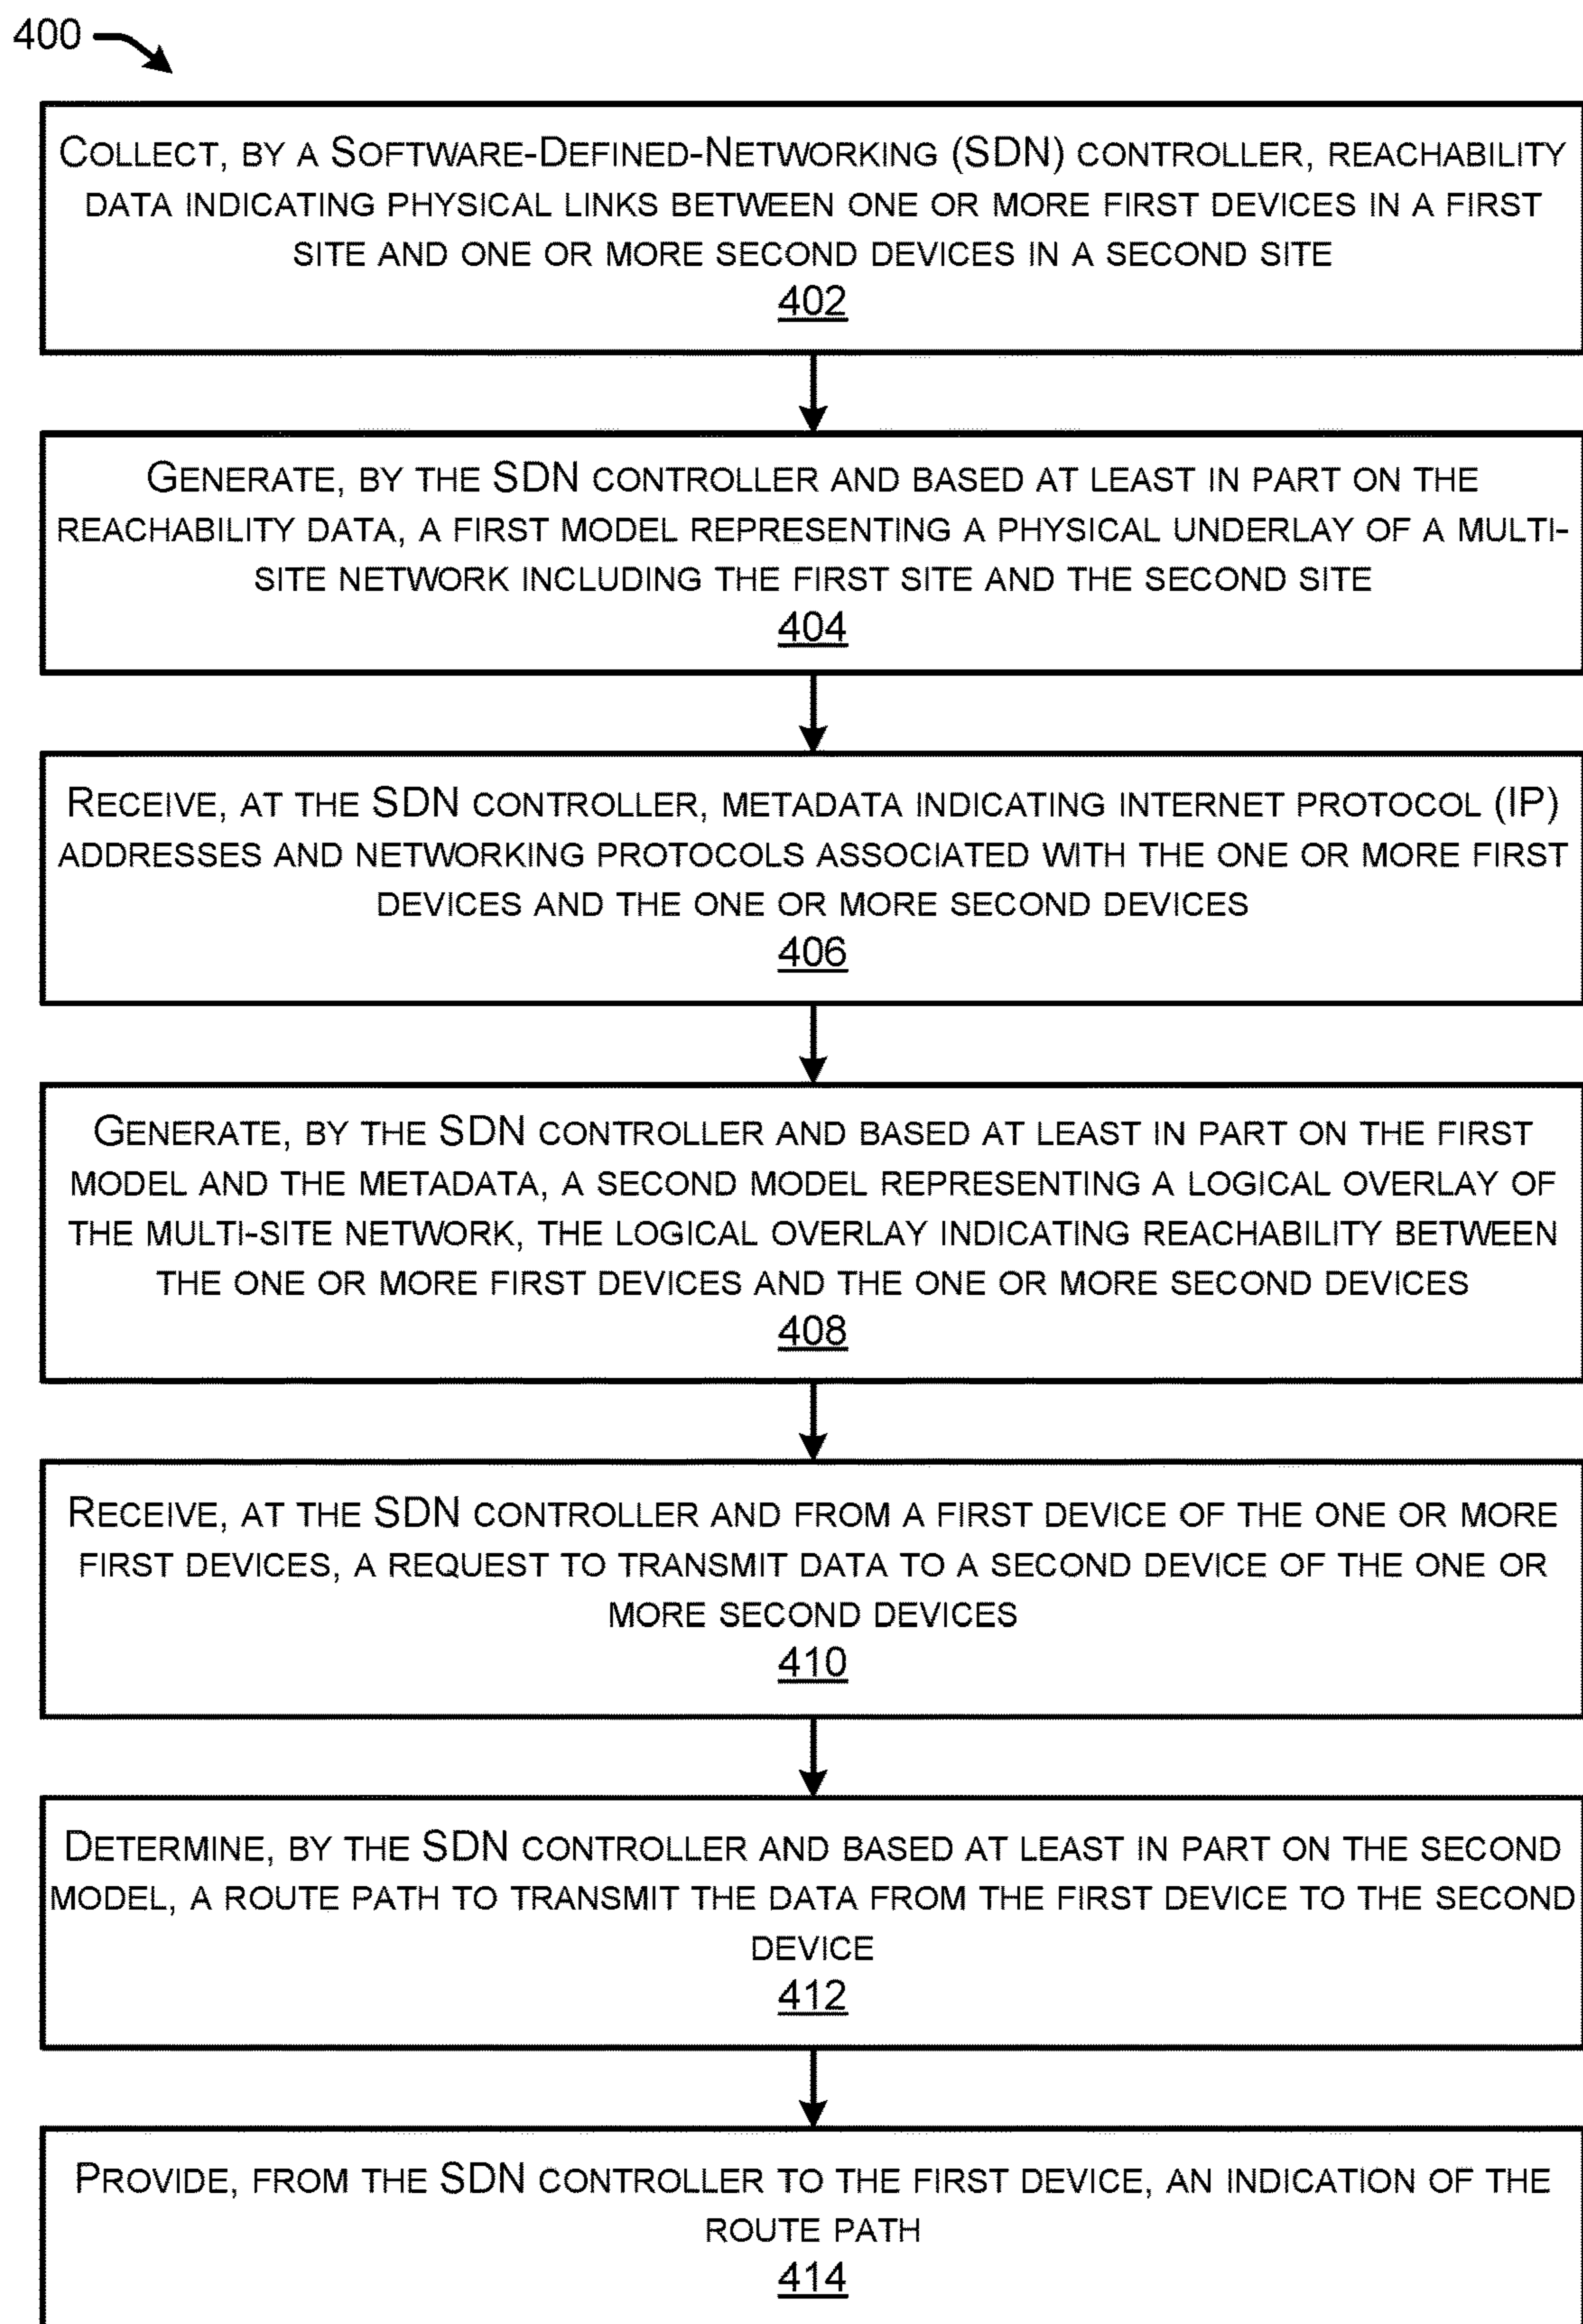 400
Collect, by a Software-Defined-Networking (SDN) controller, reachability
data indicating physical links between one or more first devices in a first
site and one or more second devices in a second site
402
Generate, by the SDN controller and based at least in part on the
reachability data, a first model representing a physical underlay of a multi-
site network including the first site and the second site
404
Receive, at the SDN controller, metadata indicating internet protocol (IP)
addresses and networking protocols associated with the one or more first
devices and the one or more second devices
406
Generate, by the SDN controller and based at least in part on the first
model and the metadata, a second model representing a logical overlay of
the multi-site network, the logical overlay indicating reachability between
the one or more first devices and the one or more second devices
408
Receive, at the SDN controller and from a first device of the one or more
first devices, a request to transmit data to a second device of the one or
more second devices
410
Determine, by the SDN controller and based at least in part on the second
model, a route path to transmit the data from the first device to the second
device
412
Provide, from the SDN controller to the first device, an indication of the
route path
414